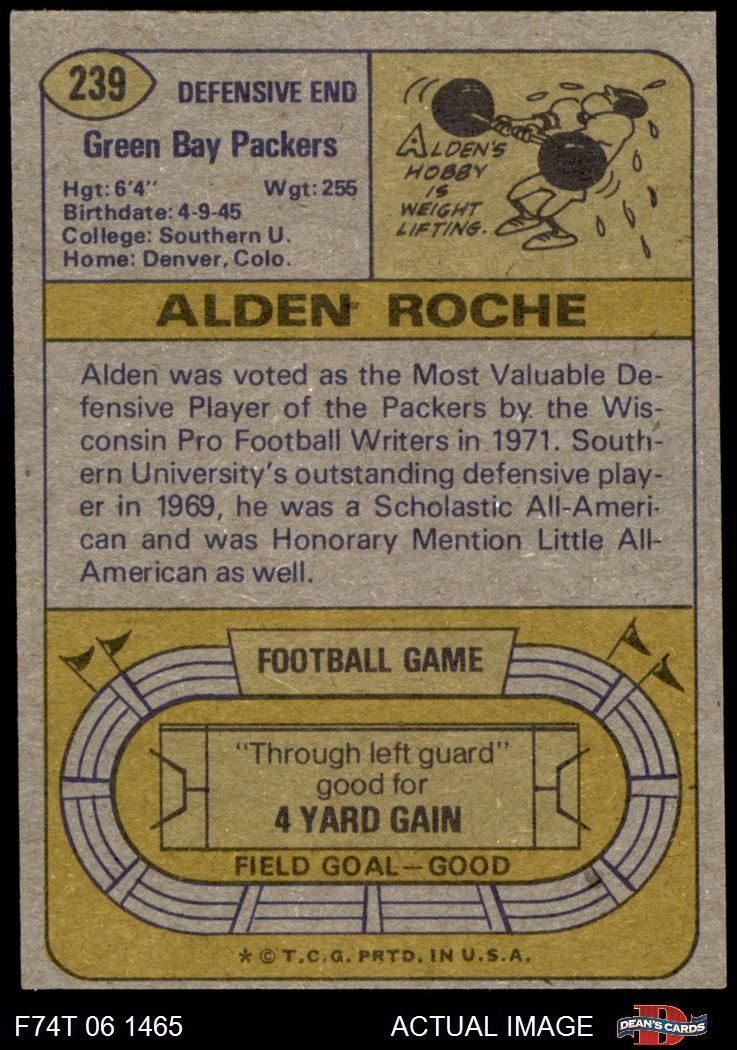 239
DEFENSIVE END
Green Bay Packers
Hgt: 6'4" Wgt: 255
Birthdate: 4-9-45
College: Southern U.
Home: Denver, Colo.
ALDEN'S
HOBBY
IS
WEIGHT
LIFTING.
ALDEN ROCHE
Alden was voted as the Most Valuable De-
fensive Player of the Packers by the Wis-
consin Pro Football Writers in 1971. South-
ern University's outstanding defensive play-
er in 1969, he was a Scholastic All-Ameri-
can and was Honorary Mention Little All-
American as well.
FOOTBALL GAME
"Through left guard"
good for
4 YARD GAIN
FIELD GOAL—GOOD
* © T.C.G. PRTD. IN U.S.A.
F74T 06 1465 ACTUAL IMAGE
DEAN'S CARDS